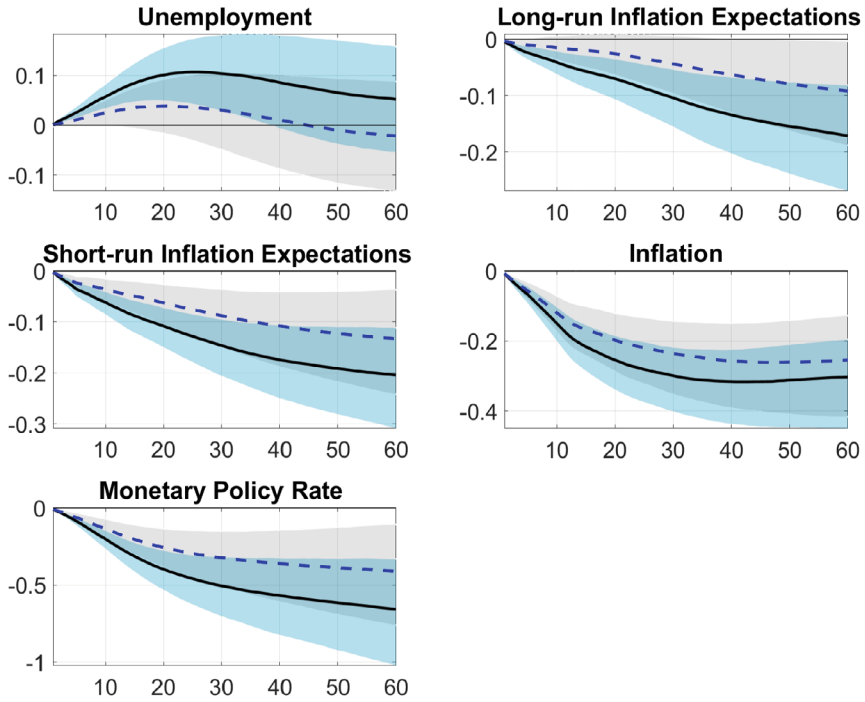 Unemployment
0.1
0
-0.1
10 20 30 40 50 60
Long-run Inflation Expectations
0
-0.1
-0.2
10 20 30 40 50 60
Short-run Inflation Expectations
0
-0.1
-0.2
-0.3
10 20 30 40 50 60
Inflation
0
-0.2
-0.4
10 20 30 40 50 60
Monetary Policy Rate
0
-0.5
-1
10 20 30 40 50 60